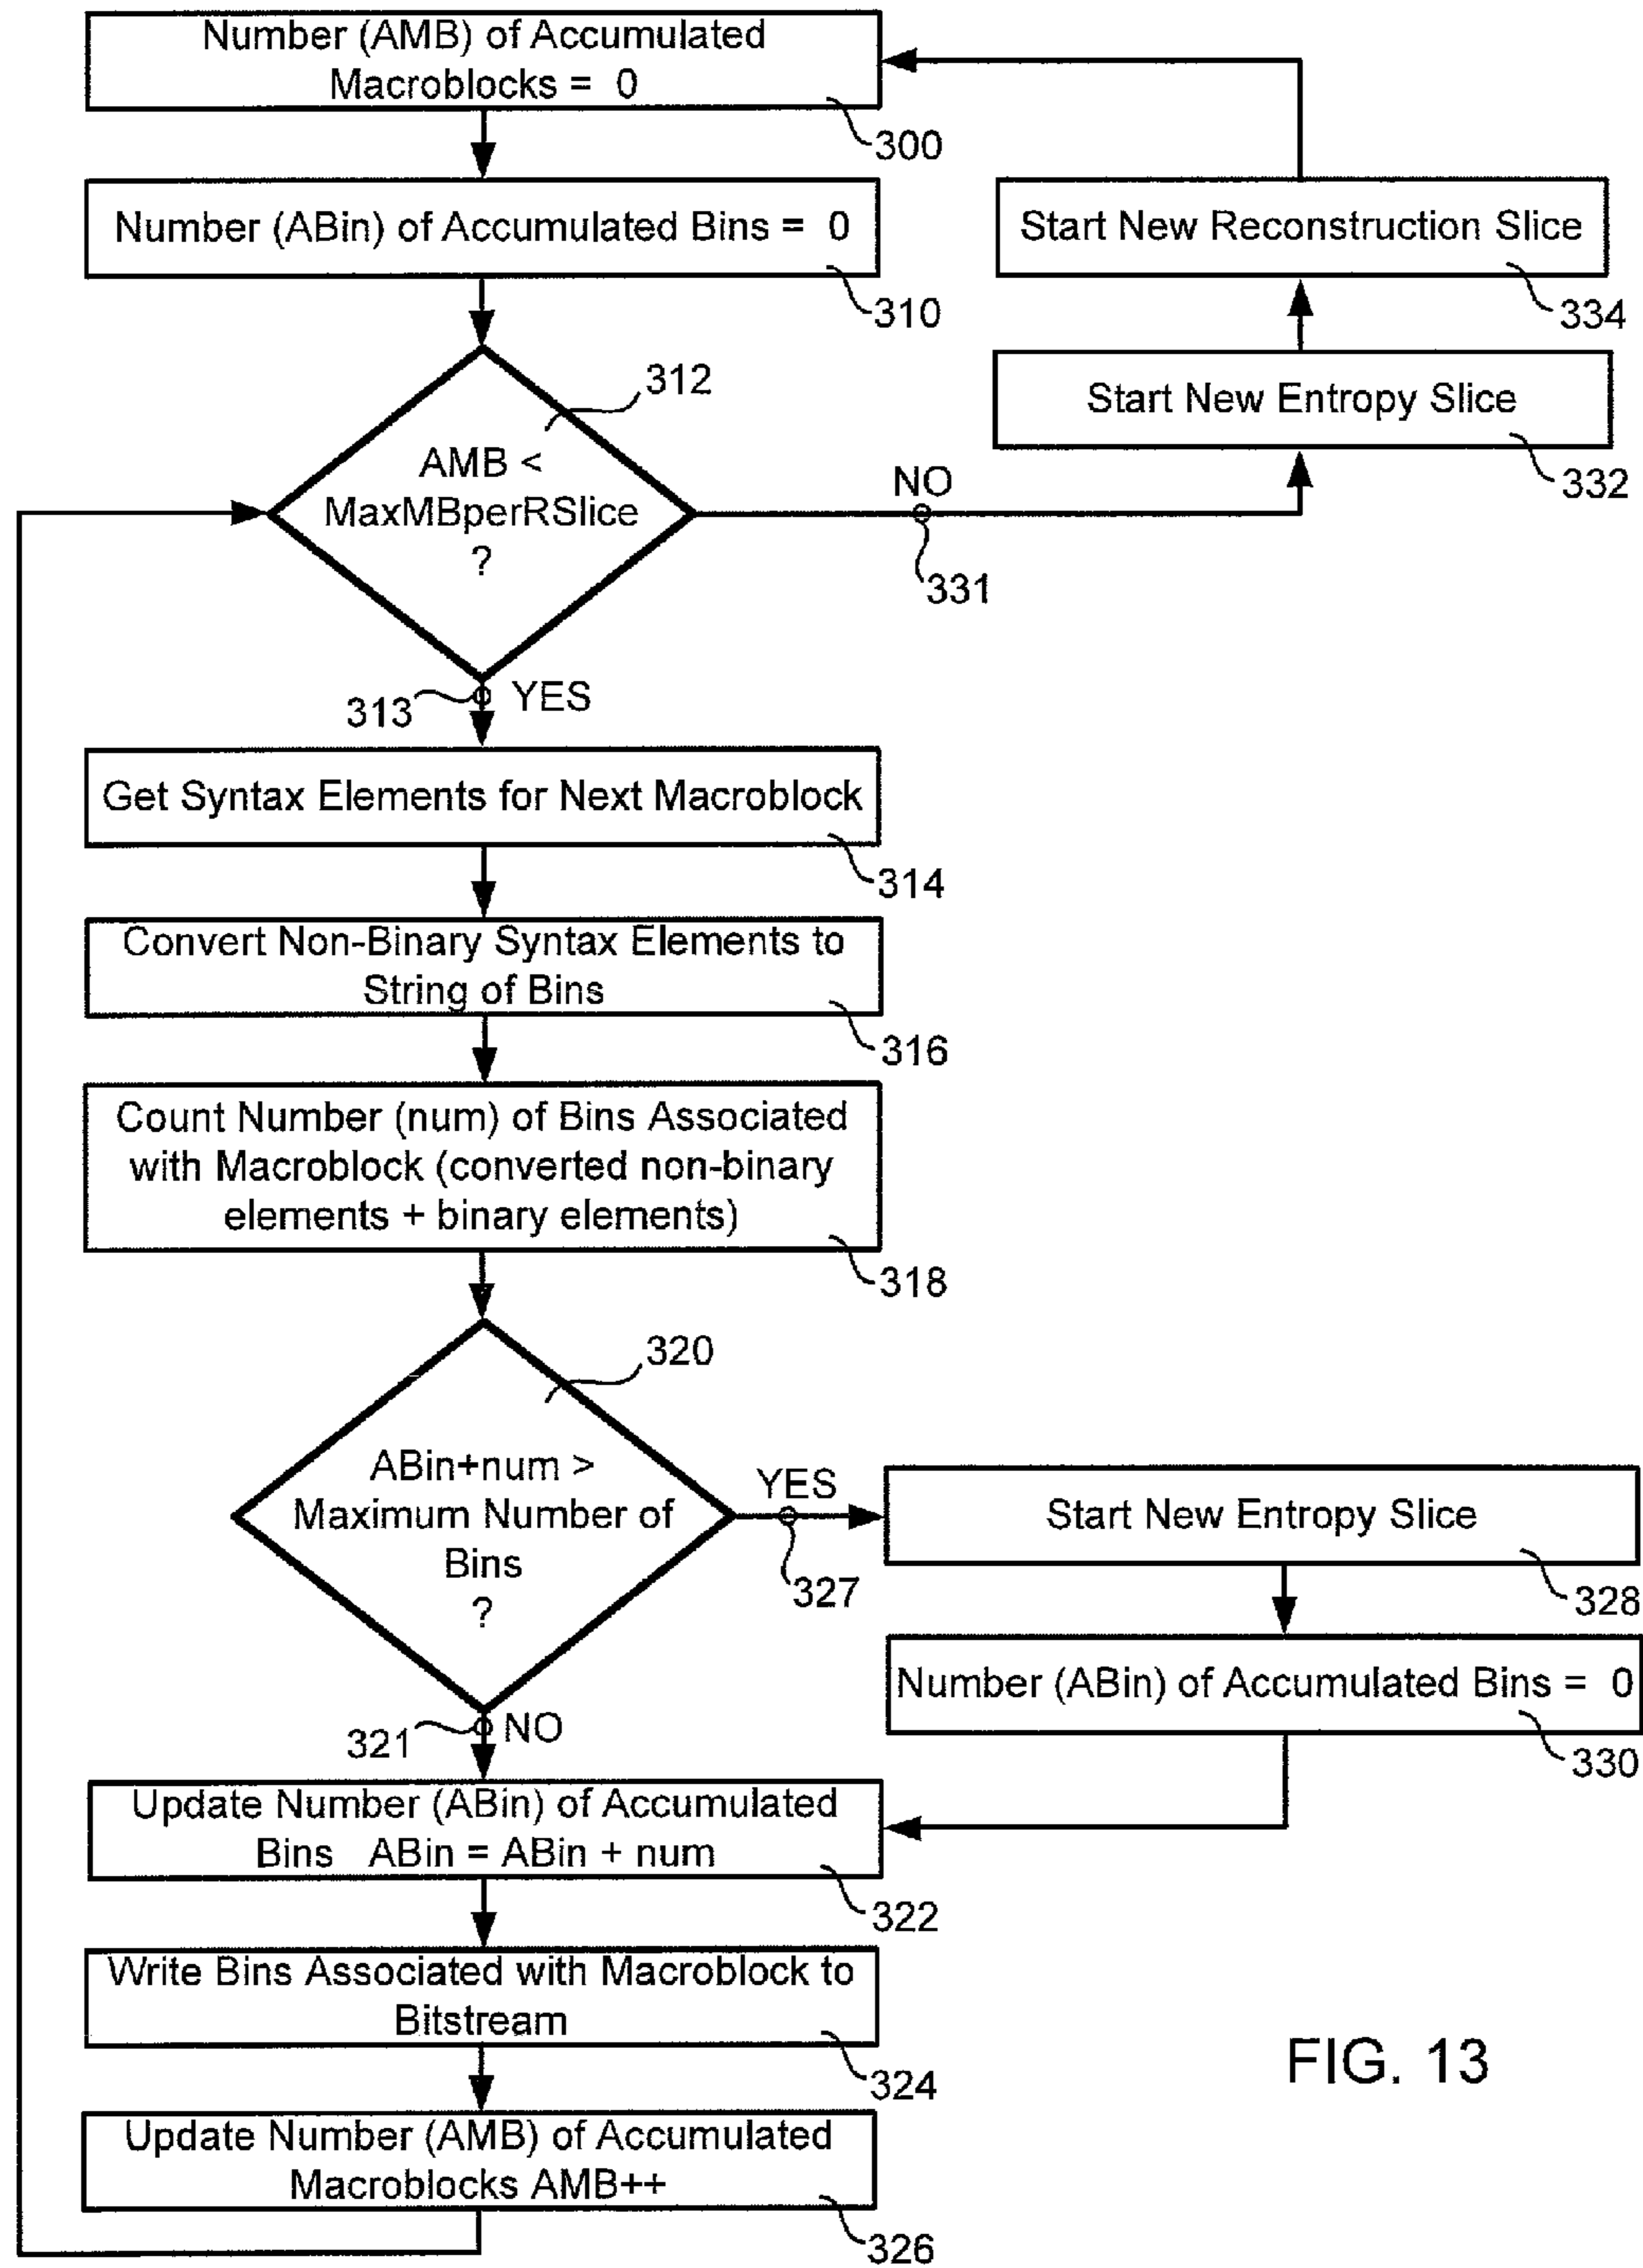 Number (AMB) of Accumulated
Macroblocks = 0
300
Number (ABin) of Accumulated Bins = 0
310
Start New Reconstruction Slice
334
Start New Entropy Slice
332
312
AMB <
MaxMBperRSlice
?
NO
331
313
YES
Get Syntax Elements for Next Macroblock
314
Convert Non-Binary Syntax Elements to
String of Bins
316
Count Number (num) of Bins Associated
with Macroblock (converted non-binary
elements + binary elements)
318
320
ABin+num >
Maximum Number of
Bins
?
YES
327
Start New Entropy Slice
328
Number (ABin) of Accumulated Bins = 0
330
321
NO
Update Number (ABin) of Accumulated
Bins ABin = ABin + num
322
Write Bins Associated with Macroblock to
Bitstream
324
Update Number (AMB) of Accumulated
Macroblocks AMB++
326
FIG. 13